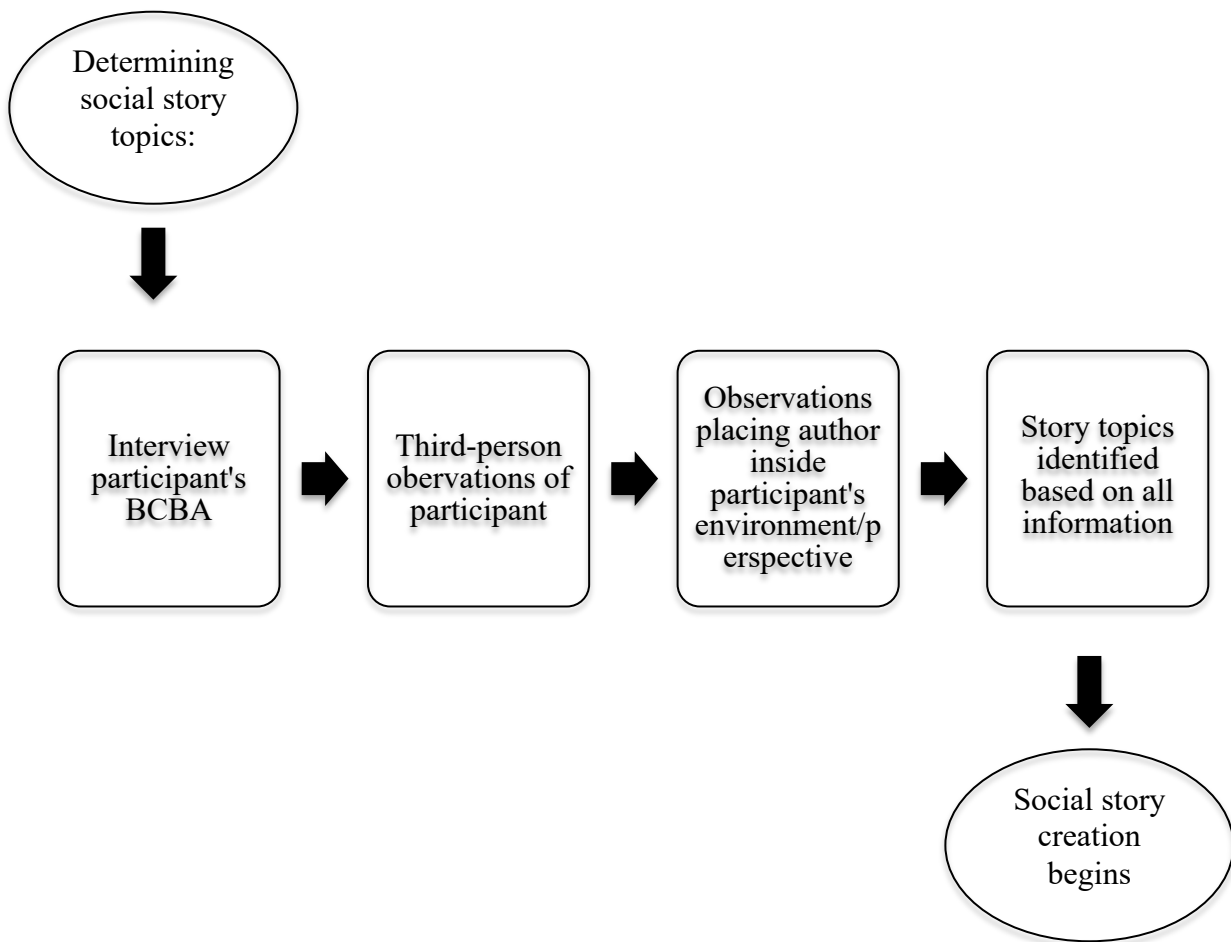 Determining
social story
topics:
Interview
participant's
BCBA
Third-person
obervations of
participant
Observations
placing author
inside
participant's
environment/p
erspective
Story topics
identified
based on all
information
Social story
creation
begins